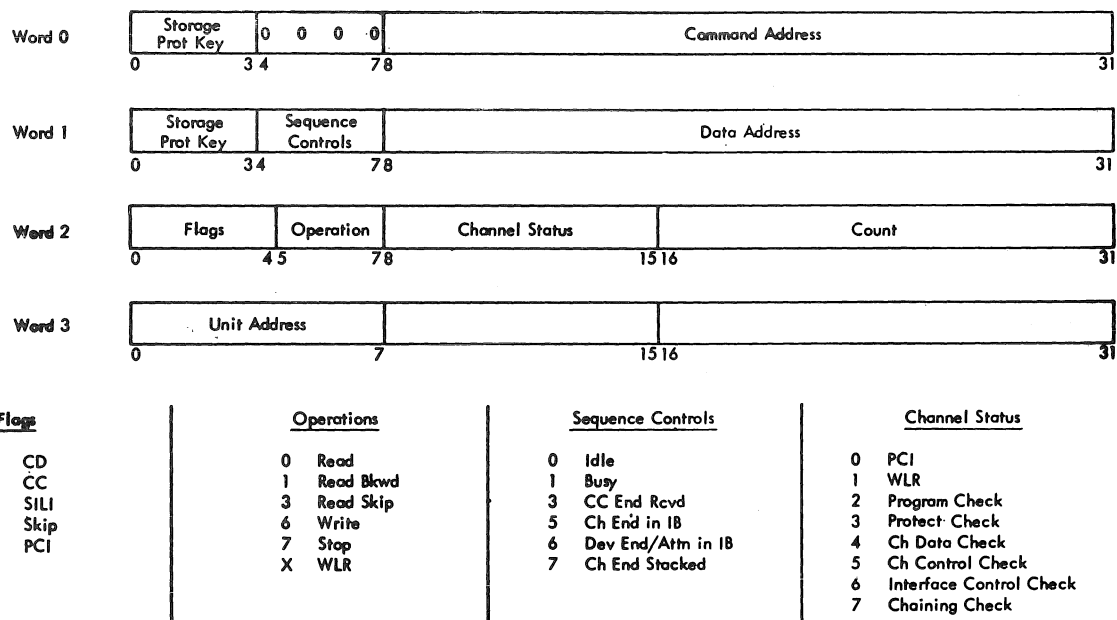 Word 0 Storage Prot Key 0 0 0 0 Command Address
0 3 4 7 8 31
Word 1 Storage Prot Key Sequence Controls Data Address
0 3 4 7 8 31
Word 2 Flags Operation Channel Status Count
0 4 5 7 8 15 16 31
Word 3 Unit Address
0 7 15 16 31
Flags
CD
CC
SILI
Skip
PCI
Operations
0 Read
1 Read Bkwd
3 Read Skip
6 Write
7 Stop
X WLR
Sequence Controls
0 Idle
1 Busy
3 CC End Rcvd
5 Ch End in IB
6 Dev End/Attn in IB
7 Ch End Stacked
Channel Status
0 PCI
1 WLR
2 Program Check
3 Protect Check
4 Ch Data Check
5 Ch Control Check
6 Interface Control Check
7 Chaining Check